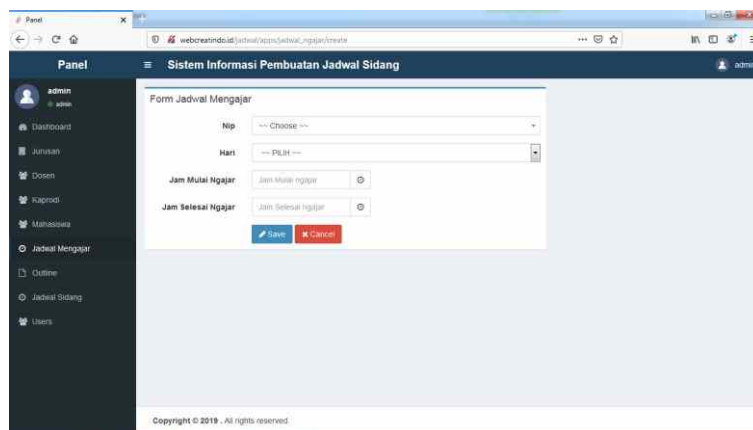 Panel
webcreatindo.id/jadwal/apps/jadwal_ngajar/create
Panel
Sistem Informasi Pembuatan Jadwal Sidang
admin
admin
admin
Form Jadwal Mengajar
Nip
~~ Choose ~~
Dashboard
Jurusan
Hari
--- PILIH ---
Dosen
Jam Mulai Ngajar
Jam Mulai ngajar
Kaprodi
Jam Selesai Ngajar
Jam Selesai ngajar
Mahasiswa
Save
Cancel
Jadwal Mengajar
Outline
Jadwal Sidang
Users
Copyright © 2019 . All rights reserved.